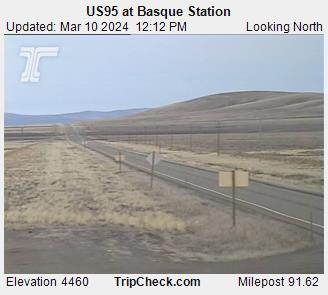 US95 at Basque Station
Updated: Mar 10 2024 12:12 PM Looking North
Elevation 4460 TripCheck.com Milepost 91.62